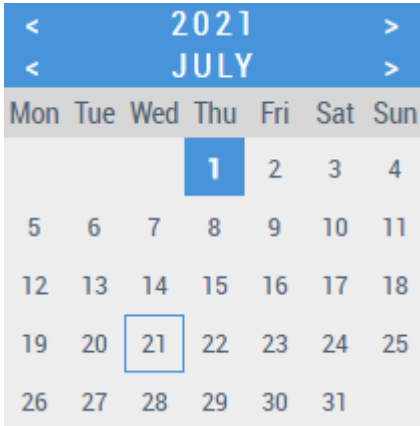 < 2021 >
< JULY >
Mon Tue Wed Thu Fri Sat Sun
1 2 3 4
5 6 7 8 9 10 11
12 13 14 15 16 17 18
19 20 21 22 23 24 25
26 27 28 29 30 31